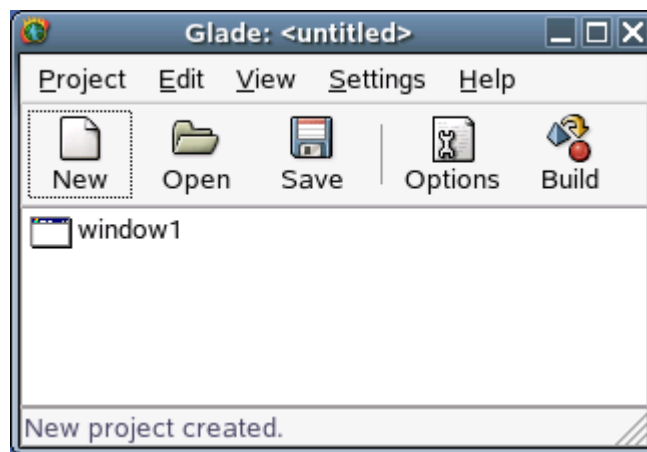 Glade: <untitled>
Project Edit View Settings Help
New Open Save Options Build
window1
New project created.